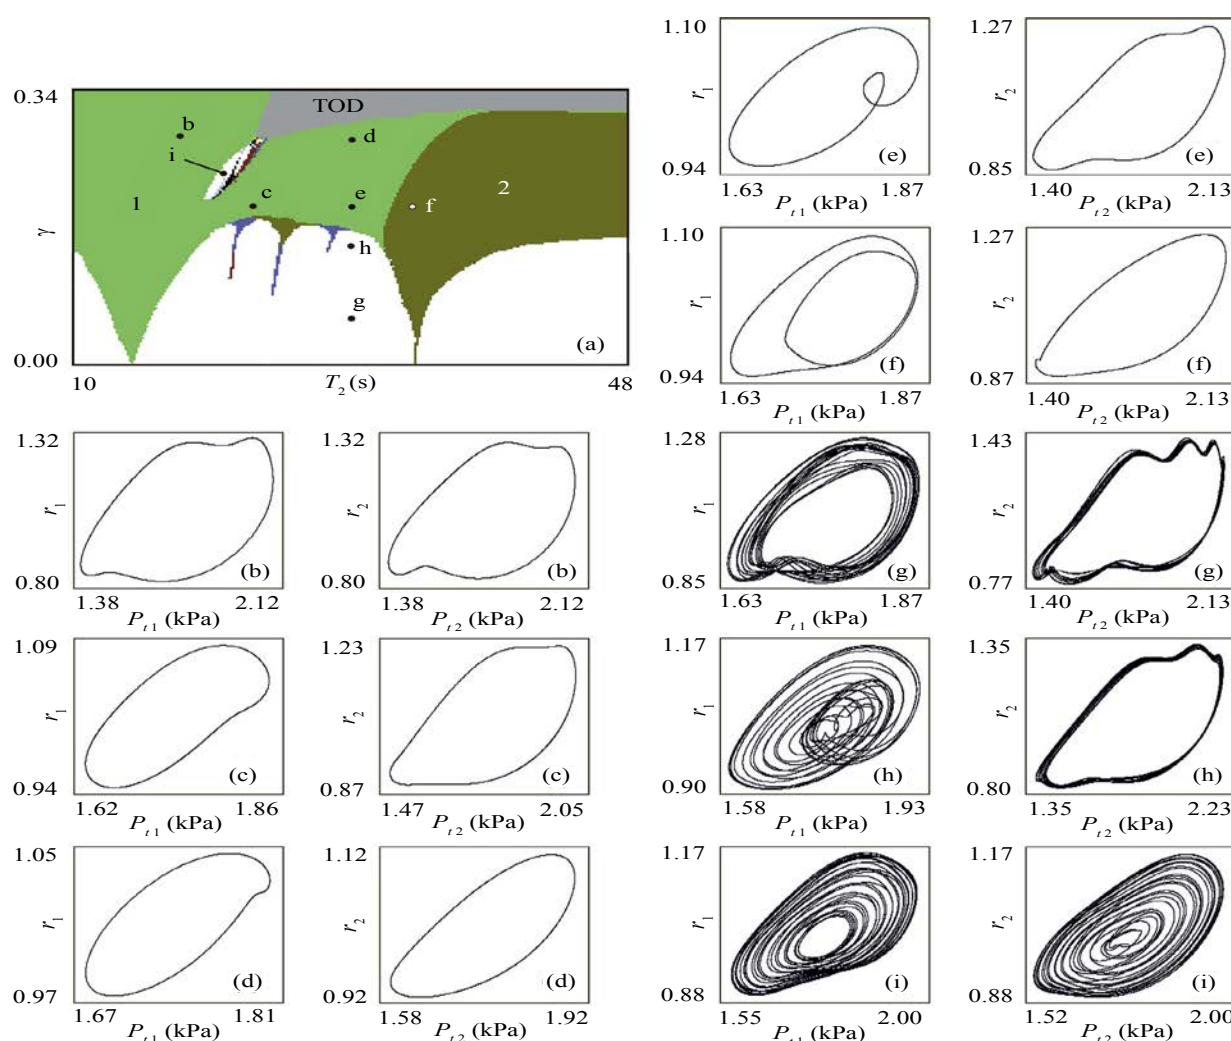 0.34
TOD
b
d
i
1
c
e
f
2
γ
h
g
(a)
0.00
10
T2 (s)
48
1.10
r1
(e)
0.94
1.63
1.87
Pt1 (kPa)
1.27
r2
(e)
0.85
1.40
2.13
Pt2 (kPa)
1.10
r1
(f)
0.94
1.63
1.87
Pt1 (kPa)
1.27
r2
(f)
0.87
1.40
2.13
Pt2 (kPa)
1.32
r1
(b)
0.80
1.38
2.12
Pt1 (kPa)
1.32
r2
(b)
0.80
1.38
2.12
Pt2 (kPa)
1.28
r1
(g)
0.85
1.63
1.87
Pt1 (kPa)
1.43
r2
(g)
0.77
1.40
2.13
Pt2 (kPa)
1.09
r1
(c)
0.94
1.62
1.86
Pt1 (kPa)
1.23
r2
(c)
0.87
1.47
2.05
Pt2 (kPa)
1.17
r1
(h)
0.90
1.58
1.93
Pt1 (kPa)
1.35
r2
(h)
0.80
1.35
2.23
Pt2 (kPa)
1.05
r1
(d)
0.97
1.67
1.81
Pt1 (kPa)
1.12
r2
(d)
0.92
1.58
1.92
Pt2 (kPa)
1.17
r1
(i)
0.88
1.55
2.00
Pt1 (kPa)
1.17
r2
(i)
0.88
1.52
2.00
Pt2 (kPa)